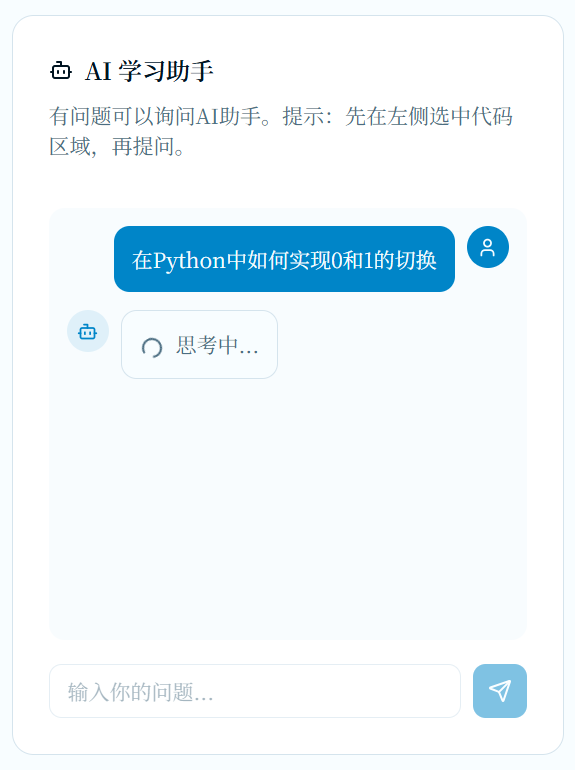 AI 学习助手
有问题可以询问AI助手。提示：先在左侧选中代码
区域，再提问。
在Python中如何实现0和1的切换
思考中...
输入你的问题...